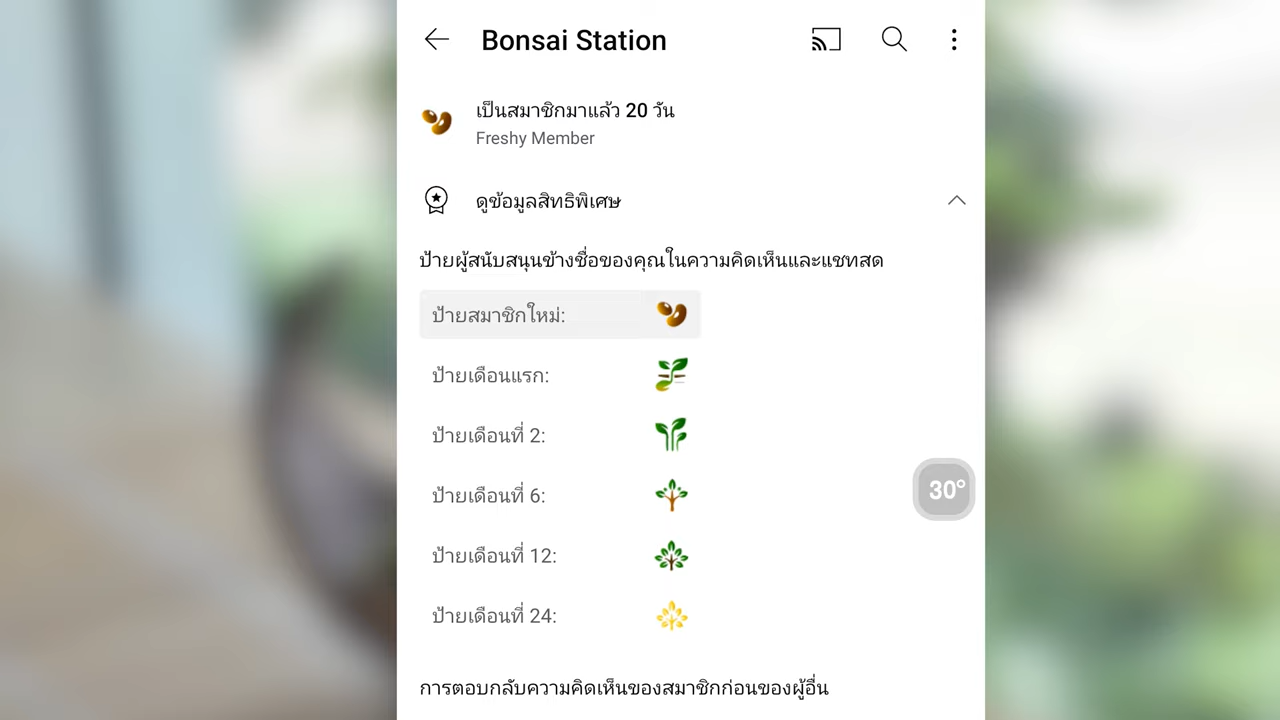 Bonsai Station
เป็นสมาชิกมาแล้ว 20 วัน
Freshy Member
ดูข้อมูลสิทธิพิเศษ
ป้ายผู้สนับสนุนข้างชื่อของคุณในความคิดเห็นและแชทสด
ป้ายสมาชิกใหม่:
ป้ายเดือนแรก:
ป้ายเดือนที่ 2:
ป้ายเดือนที่ 6:
30°
ป้ายเดือนที่ 12:
ป้ายเดือนที่ 24:
การตอบกลับความคิดเห็นของสมาชิกก่อนของผู้อื่น